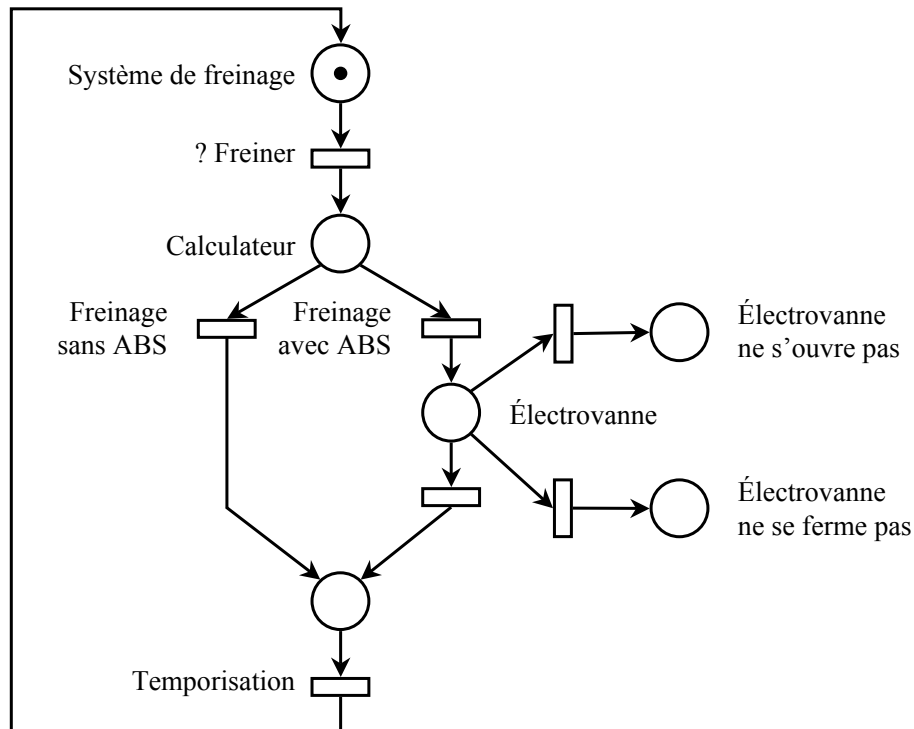 Système de freinage
? Freiner
Calculateur
Freinage
sans ABS
Freinage
avec ABS
Électrovanne
ne s’ouvre pas
Électrovanne
Électrovanne
ne se ferme pas
Temporisation